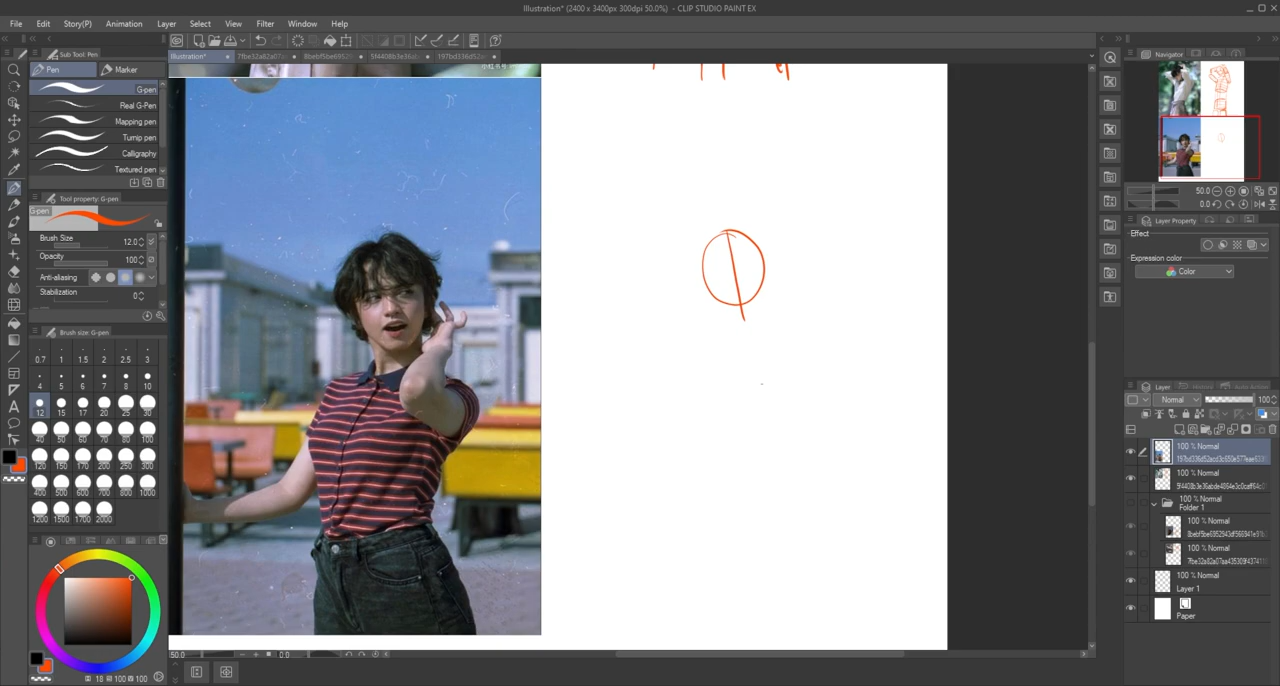 Illustration* (2400 x 3400px 300dpi 50.0%) - CLIP STUDIO PAINT EX
File Edit Story(P) Animation Layer Select View Filter Window Help
Sub Tool: Pen
Pen Marker
G-pen
Real G-Pen
Mapping pen
Turnip pen
Calligraphy
Textured pen
Tool property: G-pen
G-pen
Brush Size 12.0
Opacity 100
Anti-aliasing
Stabilization 0
Brush size: G-pen
0.7 1 1.5 2 2.5 3
4 5 6 7 8 10
12 15 17 20 25 30
40 50 60 70 80 100
120 150 170 200 250 300
400 500 600 700 800 1000
1200 1500 1700 2000
18 100 100
Illustration*
50.0
0.0
Navigator
50.0
0.0
Layer Property
Effect
Expression color
Color
Layer History Auto Action
Normal 100
100 % Normal
100 % Normal
100 % Normal
Folder 1
100 % Normal
100 % Normal
100 % Normal
Layer 1
Paper